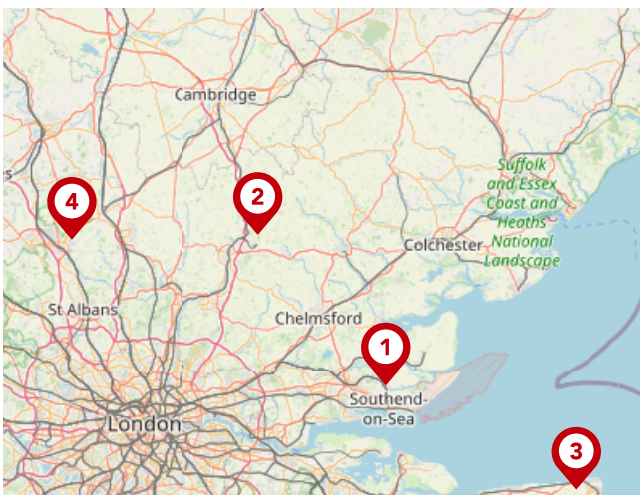 Cambridge
Suffolk
and Essex
Coast and
Heaths
National
Landscape
2
4
Colchester
St Albans
Chelmsford
1
Southend-
on-Sea
London
3